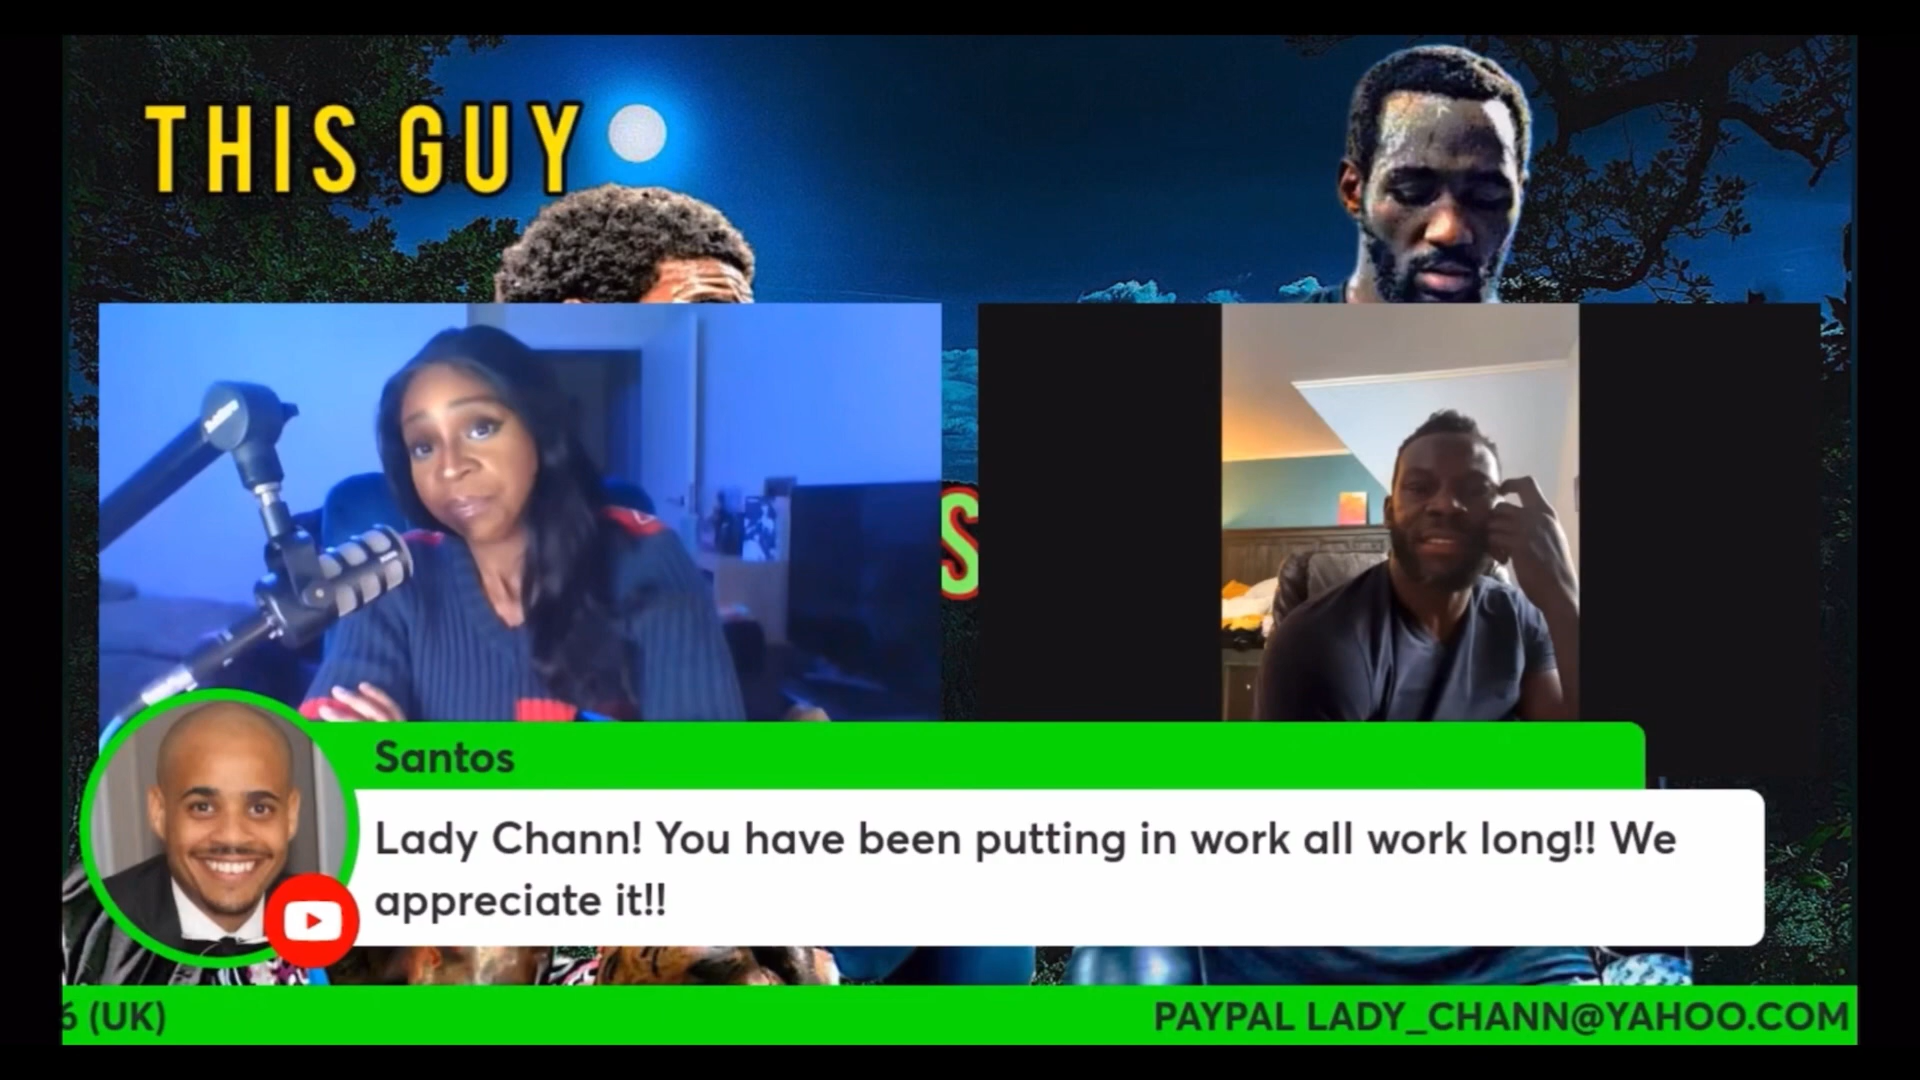 THIS GUY
S
Santos
Lady Chann! You have been putting in work all work long!! We
appreciate it!!
6 (UK)
PAYPAL LADY_CHANN@YAHOO.COM